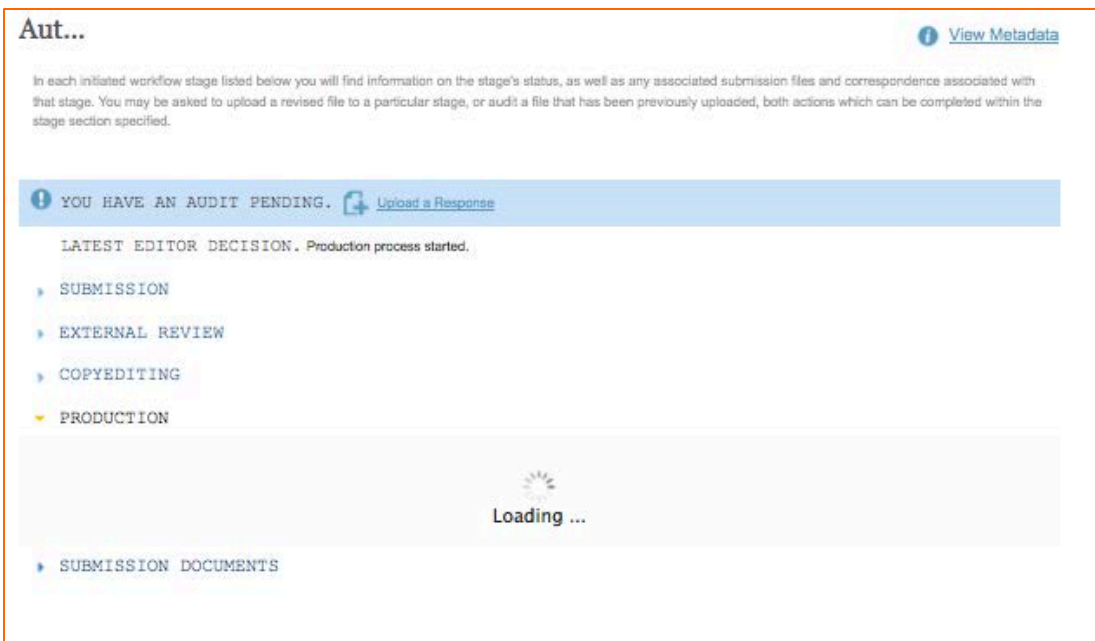 Aut...
View Metadata
In each initiated workflow stage listed below you will find information on the stage's status, as well as any associated submission files and correspondence associated with
that stage. You may be asked to upload a revised file to a particular stage, or audit a file that has been previously uploaded, both actions which can be completed within the
stage section specified.
YOU HAVE AN AUDIT PENDING. Upload a Response
LATEST EDITOR DECISION. Production process started.
SUBMISSION
EXTERNAL REVIEW
COPYEDITING
PRODUCTION
Loading ...
SUBMISSION DOCUMENTS